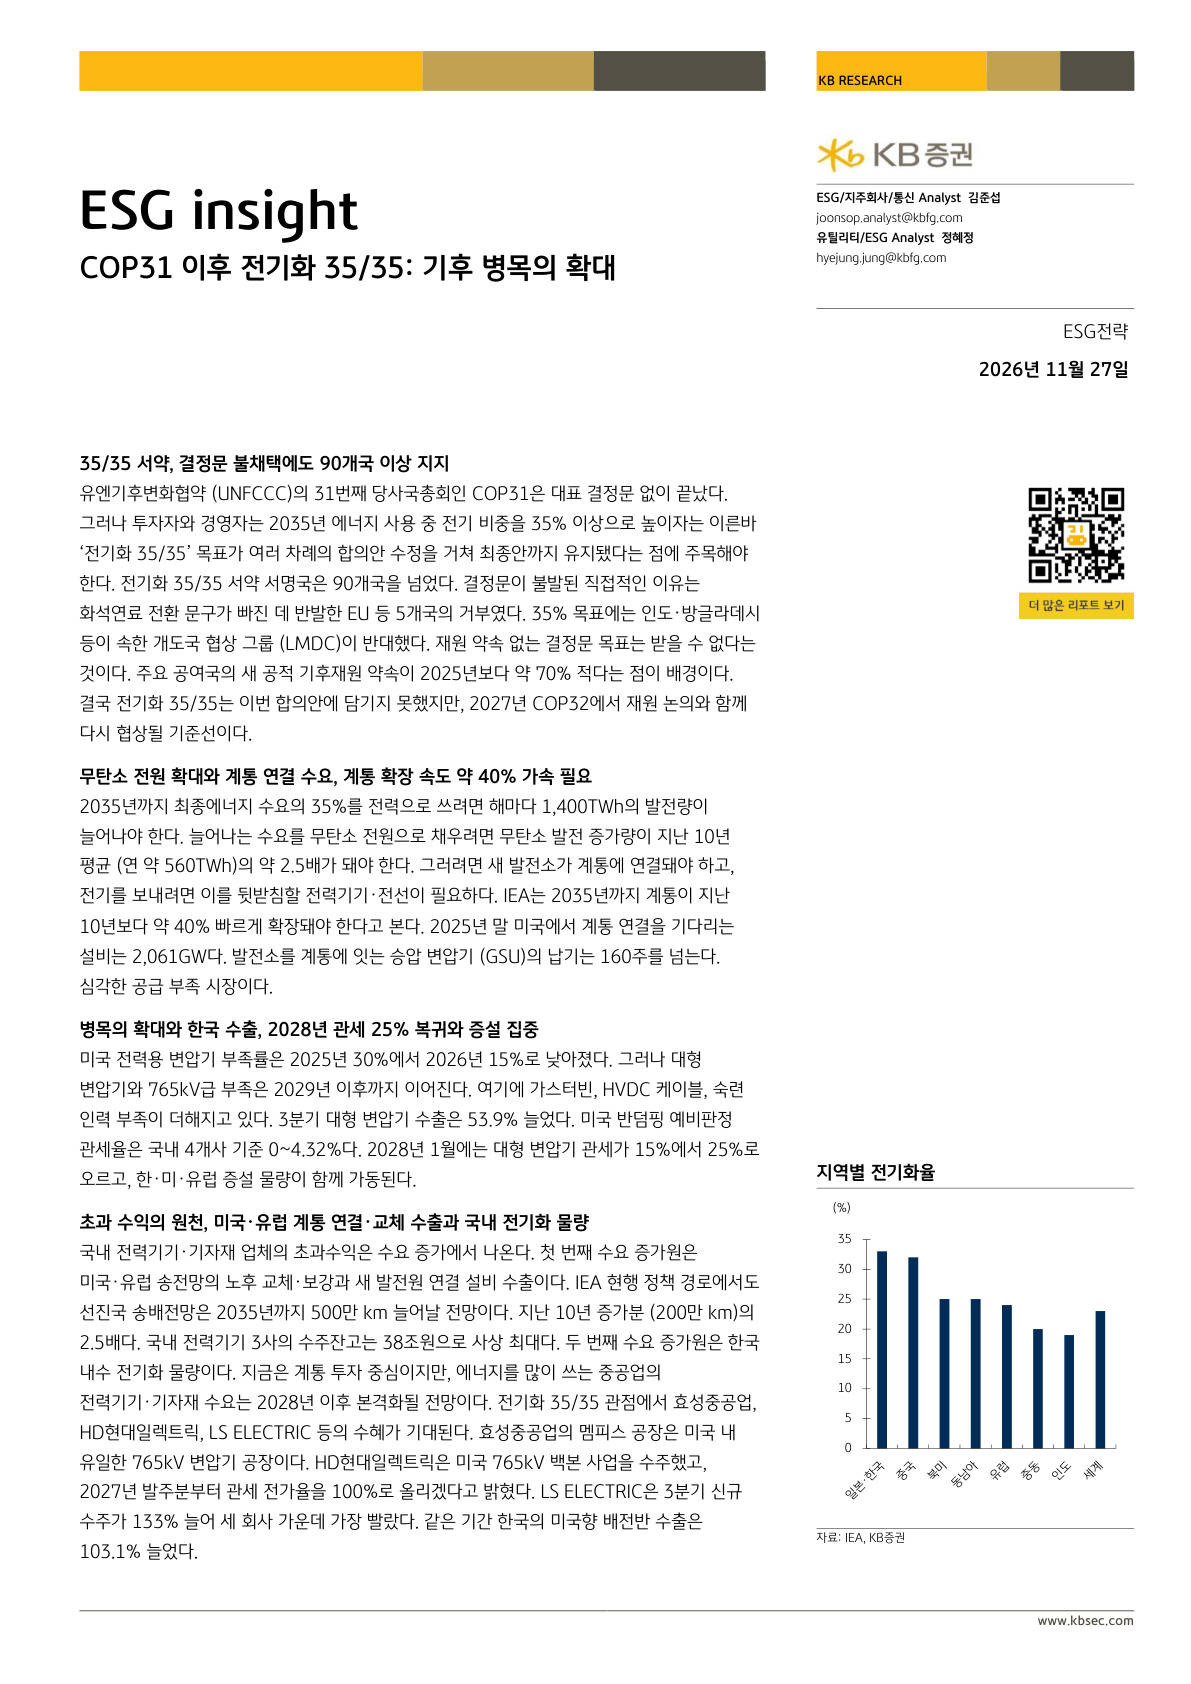 KB RESEARCH
KB증권
ESG insight
COP31 이후 전기화 35/35: 기후 병목의 확대
ESG/지주회사/통신 Analyst 김준섭
joonsop.analyst@kbfg.com
유틸리티/ESG Analyst 정혜정
hyejung.jung@kbfg.com
ESG전략
2026년 11월 27일
더 많은 리포트 보기
35/35 서약, 결정문 불채택에도 90개국 이상 지지
유엔기후변화협약 (UNFCCC)의 31번째 당사국총회인 COP31은 대표 결정문 없이 끝났다.
그러나 투자자와 경영자는 2035년 에너지 사용 중 전기 비중을 35% 이상으로 높이자는 이른바
‘전기화 35/35’ 목표가 여러 차례의 합의안 수정을 거쳐 최종안까지 유지됐다는 점에 주목해야
한다. 전기화 35/35 서약 서명국은 90개국을 넘었다. 결정문이 불발된 직접적인 이유는
화석연료 전환 문구가 빠진 데 반발한 EU 등 5개국의 거부였다. 35% 목표에는 인도·방글라데시
등이 속한 개도국 협상 그룹 (LMDC)이 반대했다. 재원 약속 없는 결정문 목표는 받을 수 없다는
것이다. 주요 공여국의 새 공적 기후재원 약속이 2025년보다 약 70% 적다는 점이 배경이다.
결국 전기화 35/35는 이번 합의안에 담기지 못했지만, 2027년 COP32에서 재원 논의와 함께
다시 협상될 기준선이다.
무탄소 전원 확대와 계통 연결 수요, 계통 확장 속도 약 40% 가속 필요
2035년까지 최종에너지 수요의 35%를 전력으로 쓰려면 해마다 1,400TWh의 발전량이
늘어나야 한다. 늘어나는 수요를 무탄소 전원으로 채우려면 무탄소 발전 증가량이 지난 10년
평균 (연 약 560TWh)의 약 2.5배가 돼야 한다. 그러려면 새 발전소가 계통에 연결돼야 하고,
전기를 보내려면 이를 뒷받침할 전력기기·전선이 필요하다. IEA는 2035년까지 계통이 지난
10년보다 약 40% 빠르게 확장돼야 한다고 본다. 2025년 말 미국에서 계통 연결을 기다리는
설비는 2,061GW다. 발전소를 계통에 잇는 승압 변압기 (GSU)의 납기는 160주를 넘는다.
심각한 공급 부족 시장이다.
병목의 확대와 한국 수출, 2028년 관세 25% 복귀와 증설 집중
미국 전력용 변압기 부족률은 2025년 30%에서 2026년 15%로 낮아졌다. 그러나 대형
변압기와 765kV급 부족은 2029년 이후까지 이어진다. 여기에 가스터빈, HVDC 케이블, 숙련
인력 부족이 더해지고 있다. 3분기 대형 변압기 수출은 53.9% 늘었다. 미국 반덤핑 예비판정
관세율은 국내 4개사 기준 0~4.32%다. 2028년 1월에는 대형 변압기 관세가 15%에서 25%로
오르고, 한·미·유럽 증설 물량이 함께 가동된다.
초과 수익의 원천, 미국·유럽 계통 연결·교체 수출과 국내 전기화 물량
국내 전력기기·기자재 업체의 초과수익은 수요 증가에서 나온다. 첫 번째 수요 증가원은
미국·유럽 송전망의 노후 교체·보강과 새 발전원 연결 설비 수출이다. IEA 현행 정책 경로에서도
선진국 송배전망은 2035년까지 500만 km 늘어날 전망이다. 지난 10년 증가분 (200만 km)의
2.5배다. 국내 전력기기 3사의 수주잔고는 38조원으로 사상 최대다. 두 번째 수요 증가원은 한국
내수 전기화 물량이다. 지금은 계통 투자 중심이지만, 에너지를 많이 쓰는 중공업의
전력기기·기자재 수요는 2028년 이후 본격화될 전망이다. 전기화 35/35 관점에서 효성중공업,
HD현대일렉트릭, LS ELECTRIC 등의 수혜가 기대된다. 효성중공업의 멤피스 공장은 미국 내
유일한 765kV 변압기 공장이다. HD현대일렉트릭은 미국 765kV 백본 사업을 수주했고,
2027년 발주분부터 관세 전가율을 100%로 올리겠다고 밝혔다. LS ELECTRIC은 3분기 신규
수주가 133% 늘어 세 회사 가운데 가장 빨랐다. 같은 기간 한국의 미국향 배전반 수출은
103.1% 늘었다.
지역별 전기화율
(%)
35
30
25
20
15
10
5
0
일본·한국
중국
북미
동남아
유럽
중동
인도
세계
자료: IEA, KB증권
www.kbsec.com